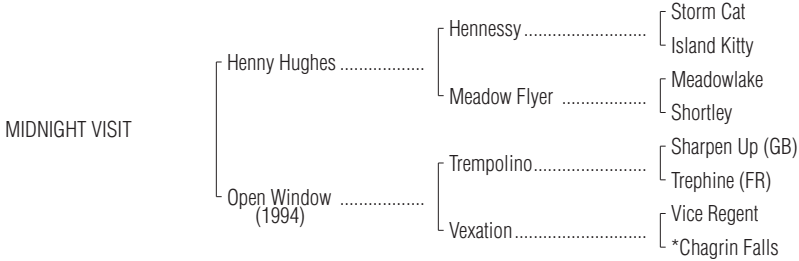 Storm Cat
Hennessy ..........................
Island Kitty
Henny Hughes ..................
Meadowlake
Meadow Flyer ..................
Shortley
MIDNIGHT VISIT
Sharpen Up (GB)
Trempolino........................
Trephine (FR)
Open Window ..................
(1994)
Vice Regent
Vexation............................
*Chagrin Falls